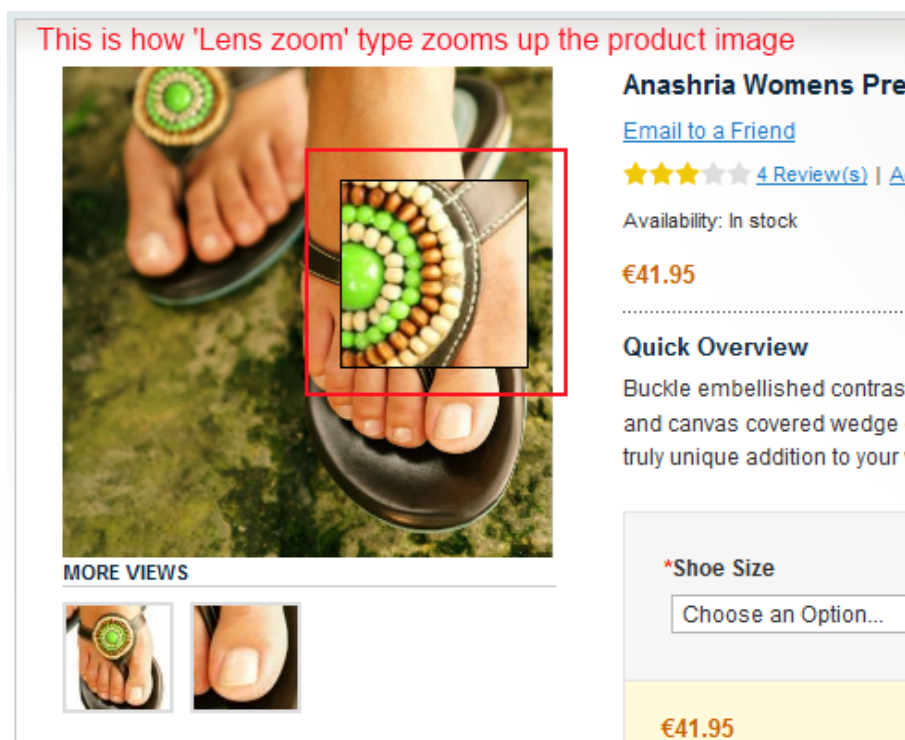 This is how 'Lens zoom' type zooms up the product image
Anashria Womens Pre
Email to a Friend
4 Review(s) |
Availability: In stock
€41.95
Quick Overview
Buckle embellished contras
and canvas covered wedge
truly unique addition to your
MORE VIEWS
*Shoe Size
Choose an Option...
€41.95